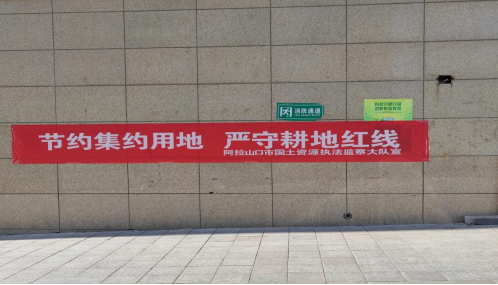 消防通道
节约集约用地 严守耕地红线
阿拉山口市国土资源执法监察大队宣